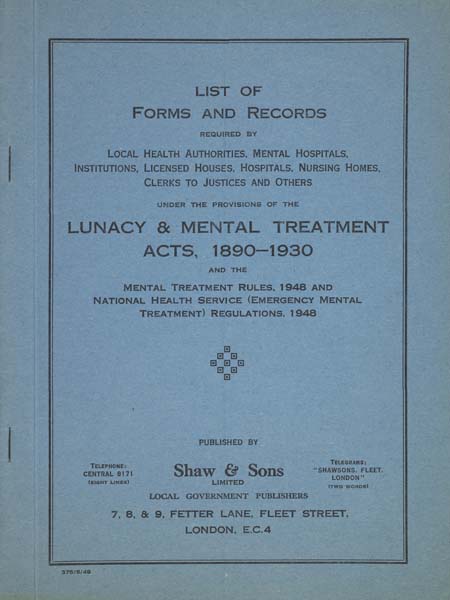 LIST OF
FORMS AND RECORDS
REQUIRED BY
LOCAL HEALTH AUTHORITIES, MENTAL HOSPITALS,
INSTITUTIONS, LICENSED HOUSES, HOSPITALS, NURSING HOMES,
CLERKS TO JUSTICES AND OTHERS
UNDER THE PROVISIONS OF THE
LUNACY & MENTAL TREATMENT
ACTS, 1890—1930
AND THE
MENTAL TREATMENT RULES, 1948 AND
NATIONAL HEALTH SERVICE (EMERGENCY MENTAL
TREATMENT) REGULATIONS, 1948
PUBLISHED BY
TELEPHONE:
CENTRAL 8171
(EIGHT LINES)
Shaw & Sons
LIMITED
TELEGRAMS:
"SHAWSONS, FLEET,
LONDON"
(TWO WORDS)
LOCAL GOVERNMENT PUBLISHERS
7, 8, & 9, FETTER LANE, FLEET STREET,
LONDON, E.C.4
375/8/48